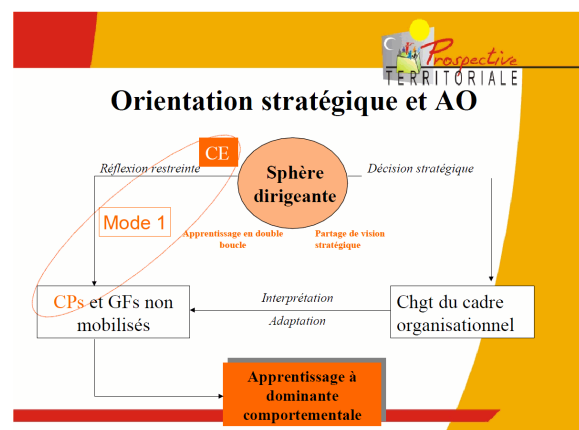 Prospective
TERRITORIALE
Orientation stratégique et AO
CE
Réflexion restreinte
Sphère
dirigeante
Décision stratégique
Mode 1
Apprentissage en double
boucle
Partage de vision
stratégique
CPs et GFs non
mobilisés
Interprétation
Adaptation
Chgt du cadre
organisationnel
Apprentissage à
dominante
comportementale